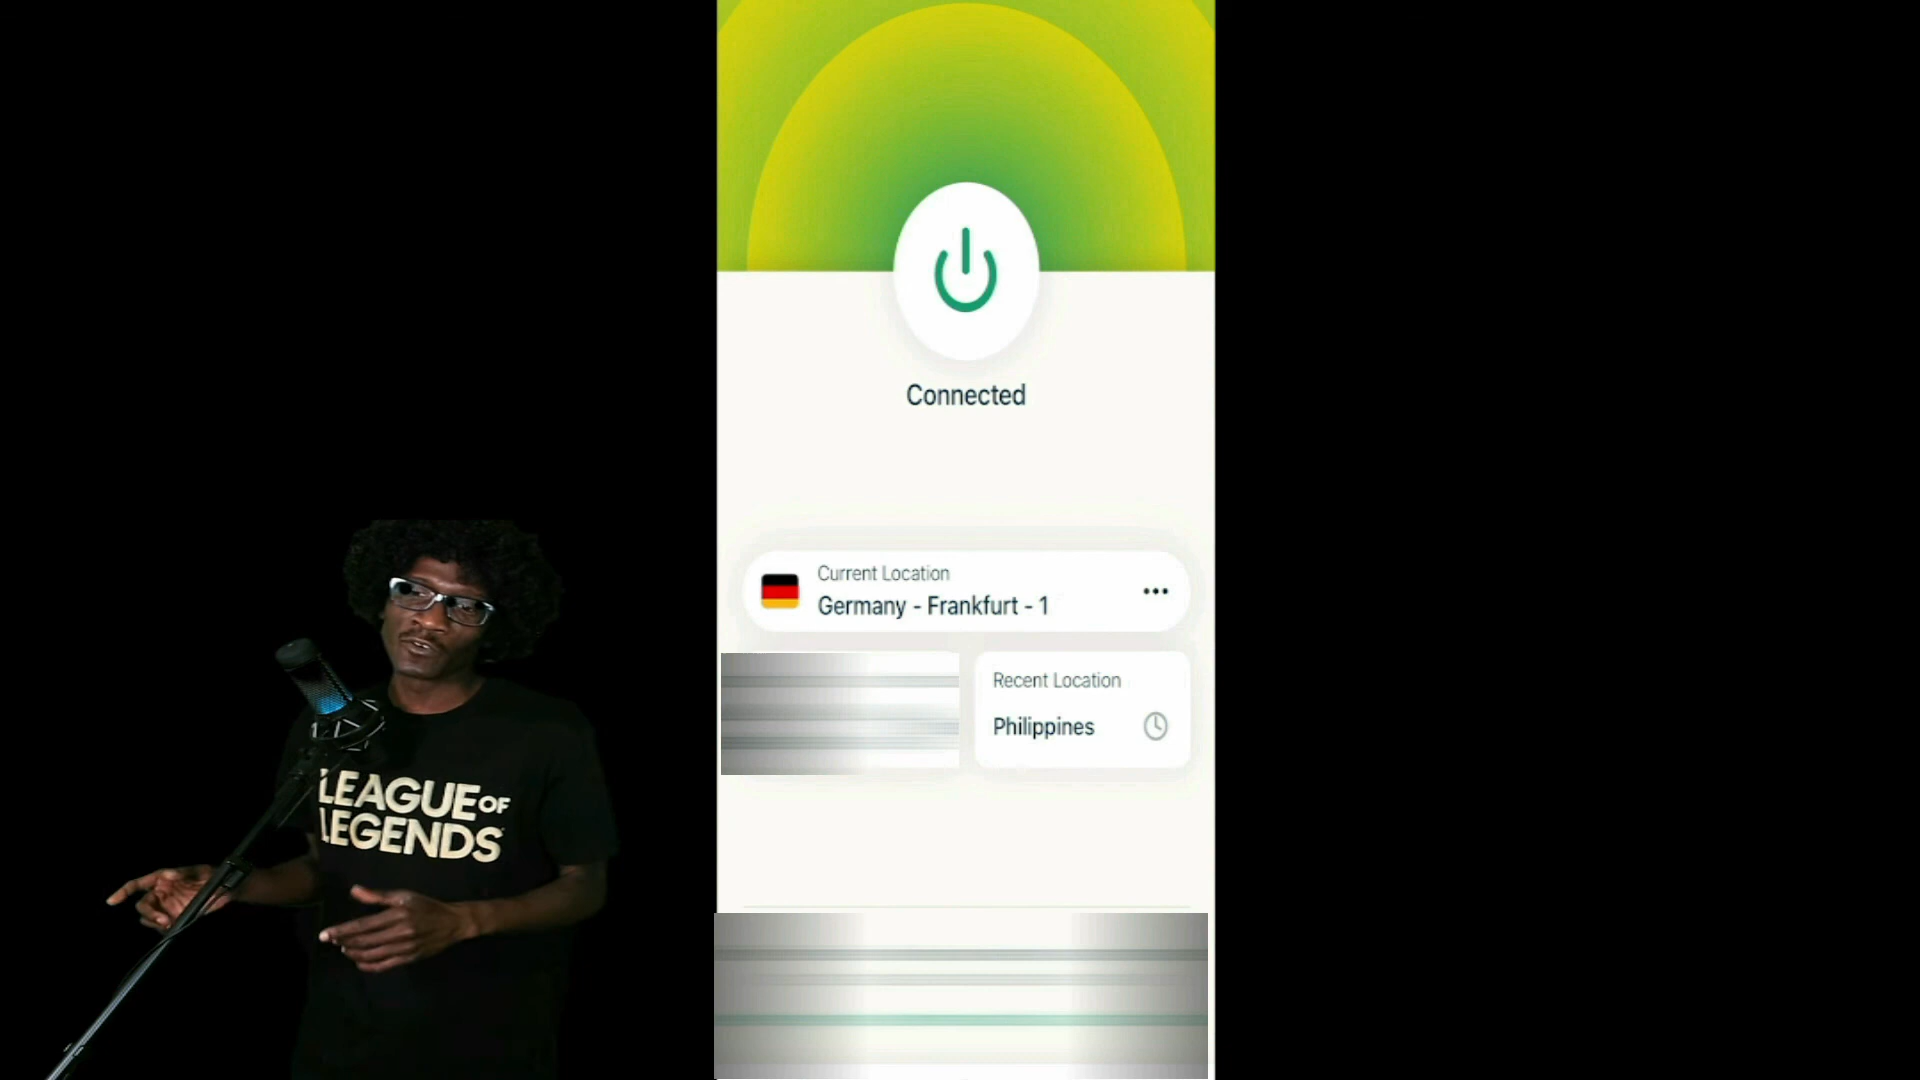 Connected
Current Location
Germany - Frankfurt - 1
Recent Location
Philippines
LEAGUE OF
LEGENDS